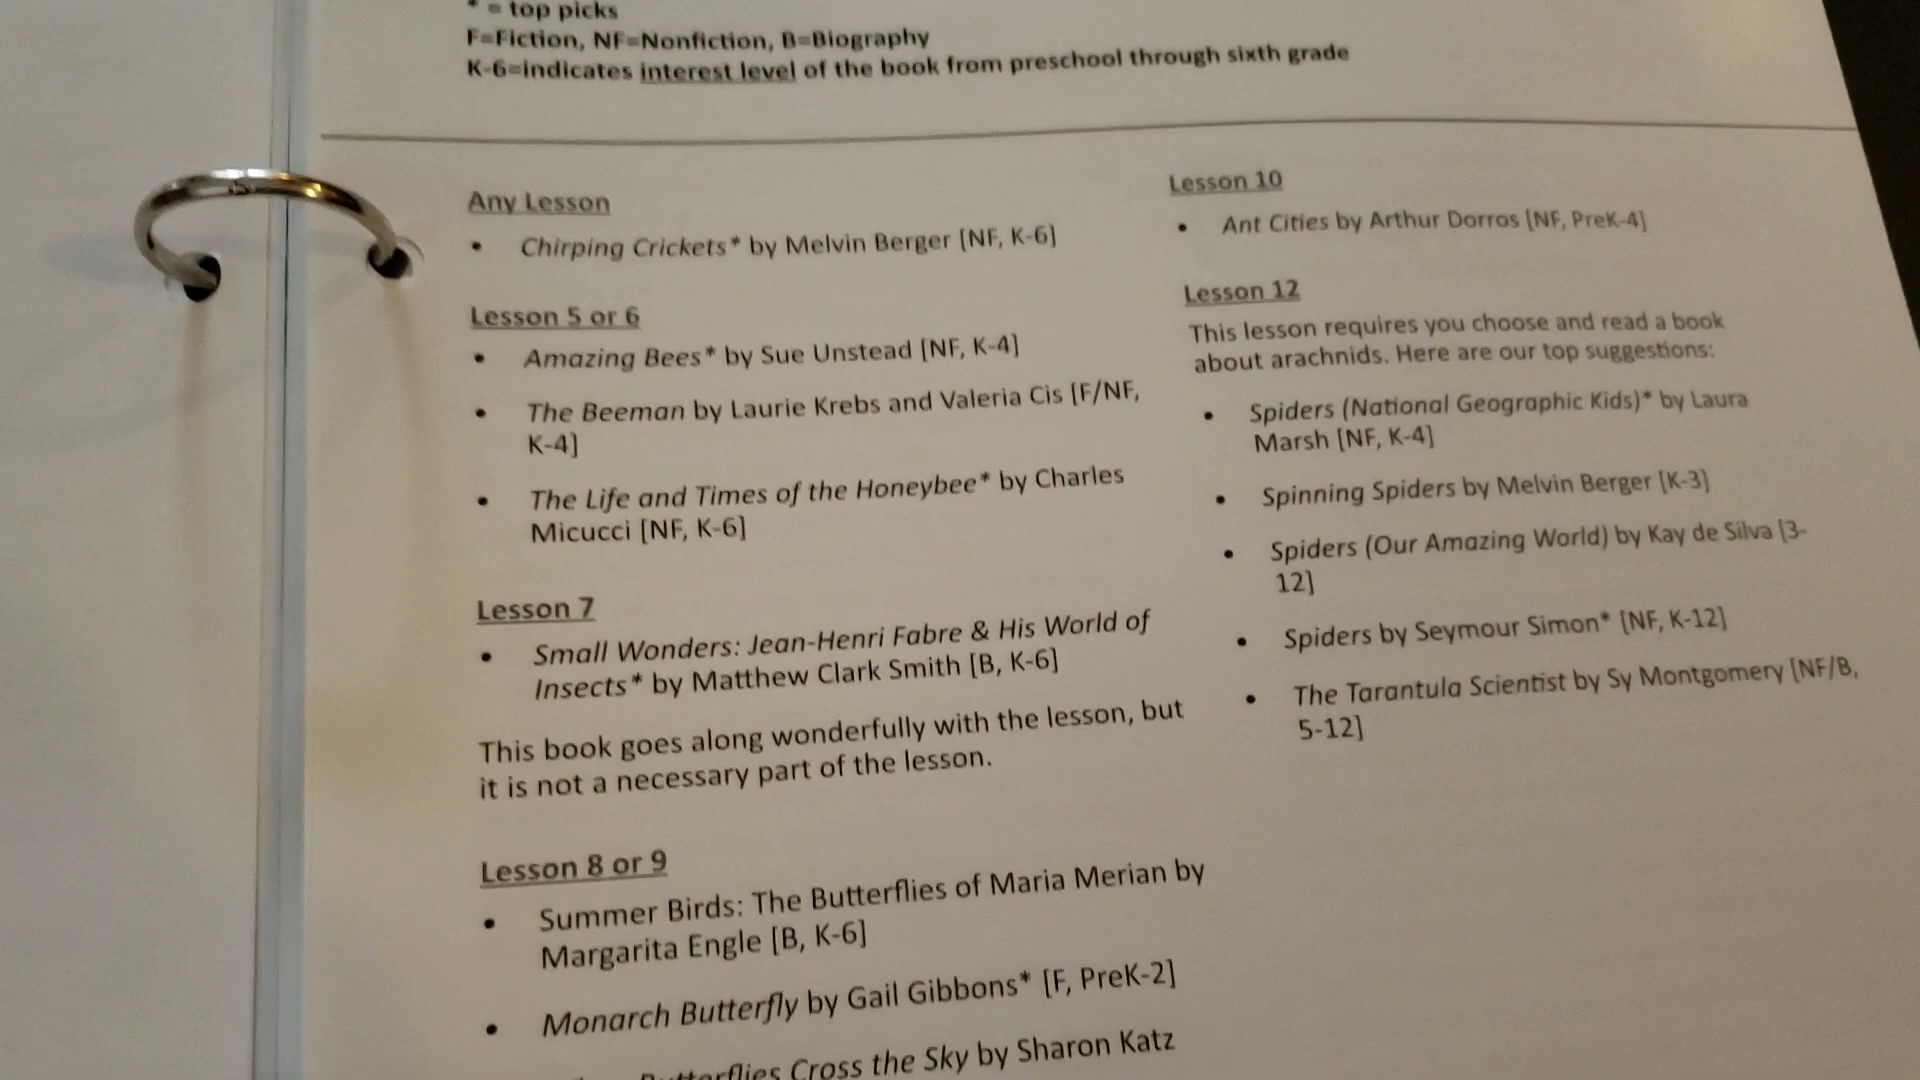 * = top picks
F=Fiction, NF=Nonfiction, B=Biography
K-6=indicates interest level of the book from preschool through sixth grade
Any Lesson
• Chirping Crickets* by Melvin Berger [NF, K-6]
Lesson 5 or 6
• Amazing Bees* by Sue Unstead [NF, K-4]
• The Beeman by Laurie Krebs and Valeria Cis [F/NF,
K-4]
• The Life and Times of the Honeybee* by Charles
Micucci [NF, K-6]
Lesson 7
• Small Wonders: Jean-Henri Fabre & His World of
Insects* by Matthew Clark Smith [B, K-6]
This book goes along wonderfully with the lesson, but
it is not a necessary part of the lesson.
Lesson 8 or 9
• Summer Birds: The Butterflies of Maria Merian by
Margarita Engle [B, K-6]
• Monarch Butterfly by Gail Gibbons* [F, PreK-2]
Butterflies Cross the Sky by Sharon Katz
Lesson 10
• Ant Cities by Arthur Dorros [NF, PreK-4]
Lesson 12
This lesson requires you choose and read a book
about arachnids. Here are our top suggestions:
• Spiders (National Geographic Kids)* by Laura
Marsh [NF, K-4]
• Spinning Spiders by Melvin Berger [K-3]
• Spiders (Our Amazing World) by Kay de Silva [3-
12]
• Spiders by Seymour Simon* [NF, K-12]
• The Tarantula Scientist by Sy Montgomery [NF/B,
5-12]